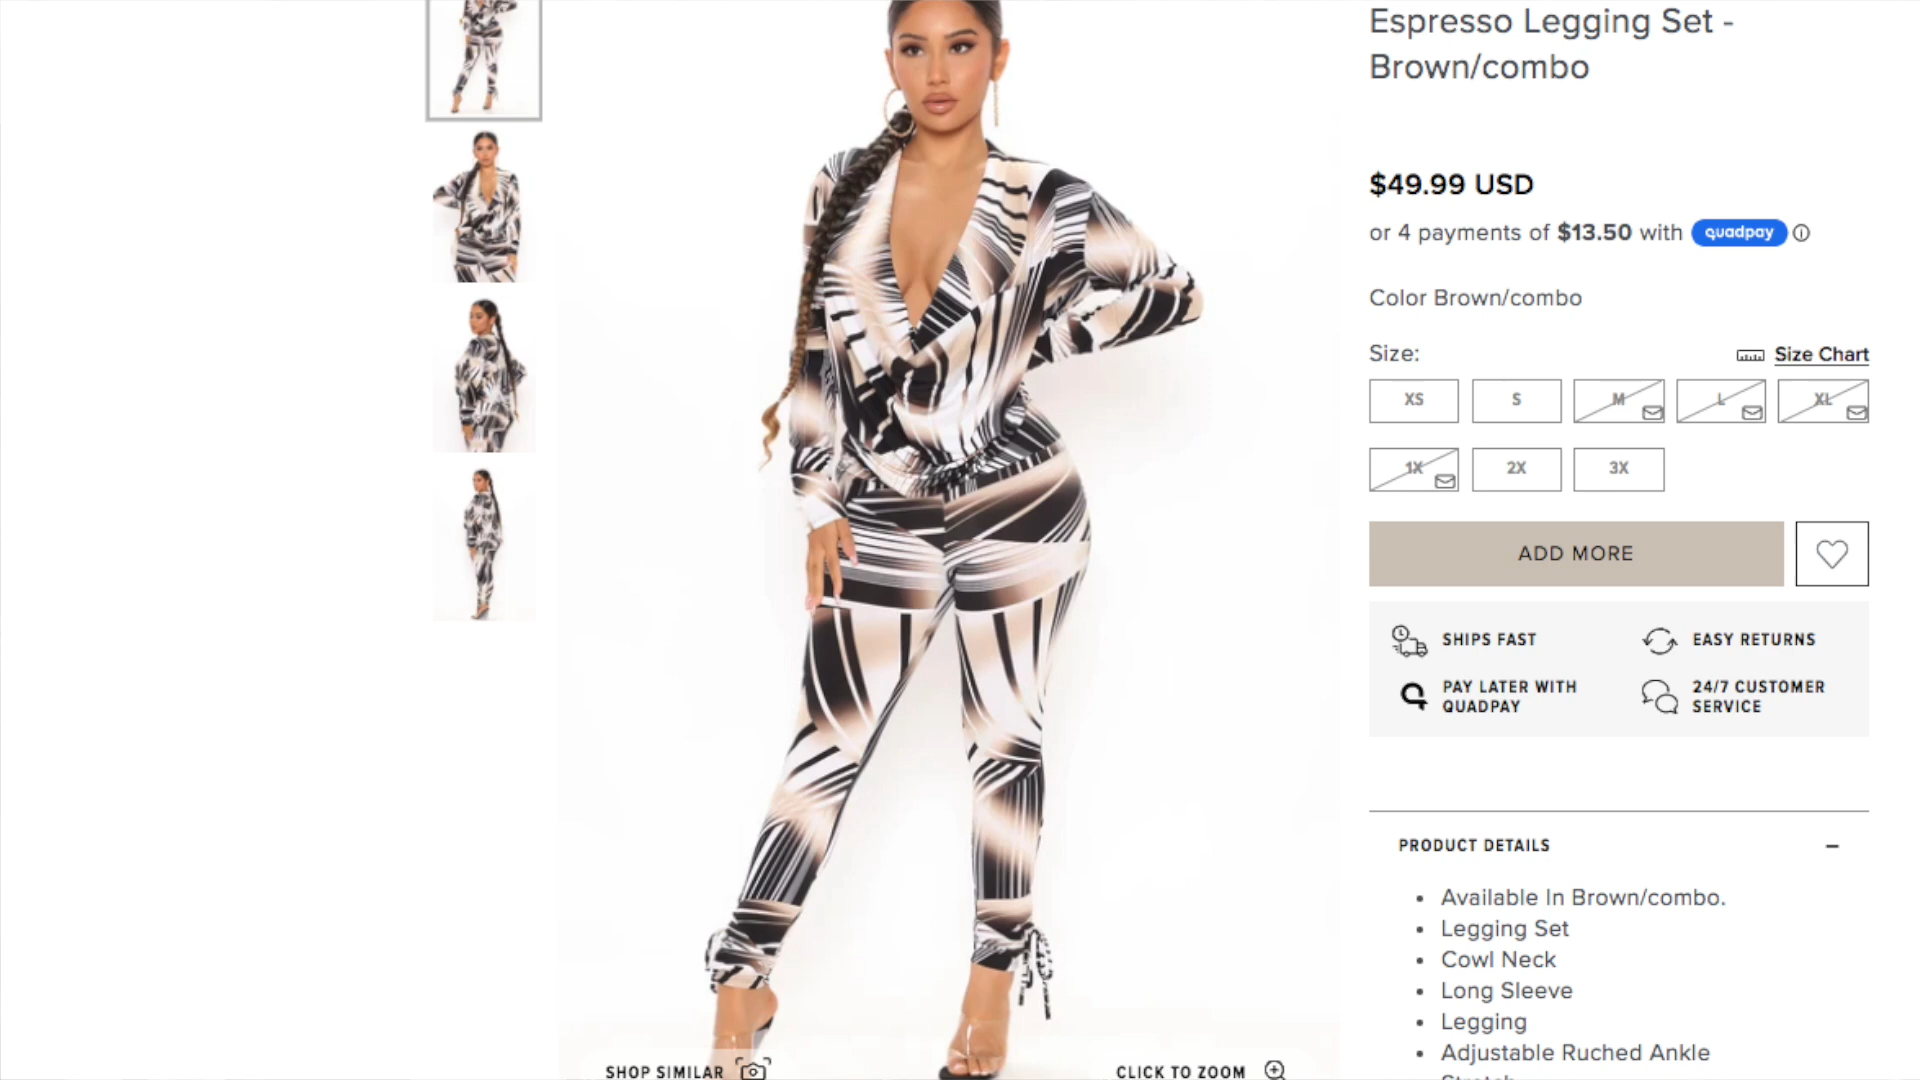 Espresso Legging Set -
Brown/combo
$49.99 USD
or 4 payments of $13.50 with quadpay
Color Brown/combo
Size:
Size Chart
XS S M L XL
1X 2X 3X
ADD MORE
SHIPS FAST
EASY RETURNS
PAY LATER WITH
QUADPAY
24/7 CUSTOMER
SERVICE
PRODUCT DETAILS
Available In Brown/combo.
Legging Set
Cowl Neck
Long Sleeve
Legging
Adjustable Ruched Ankle
SHOP SIMILAR
CLICK TO ZOOM